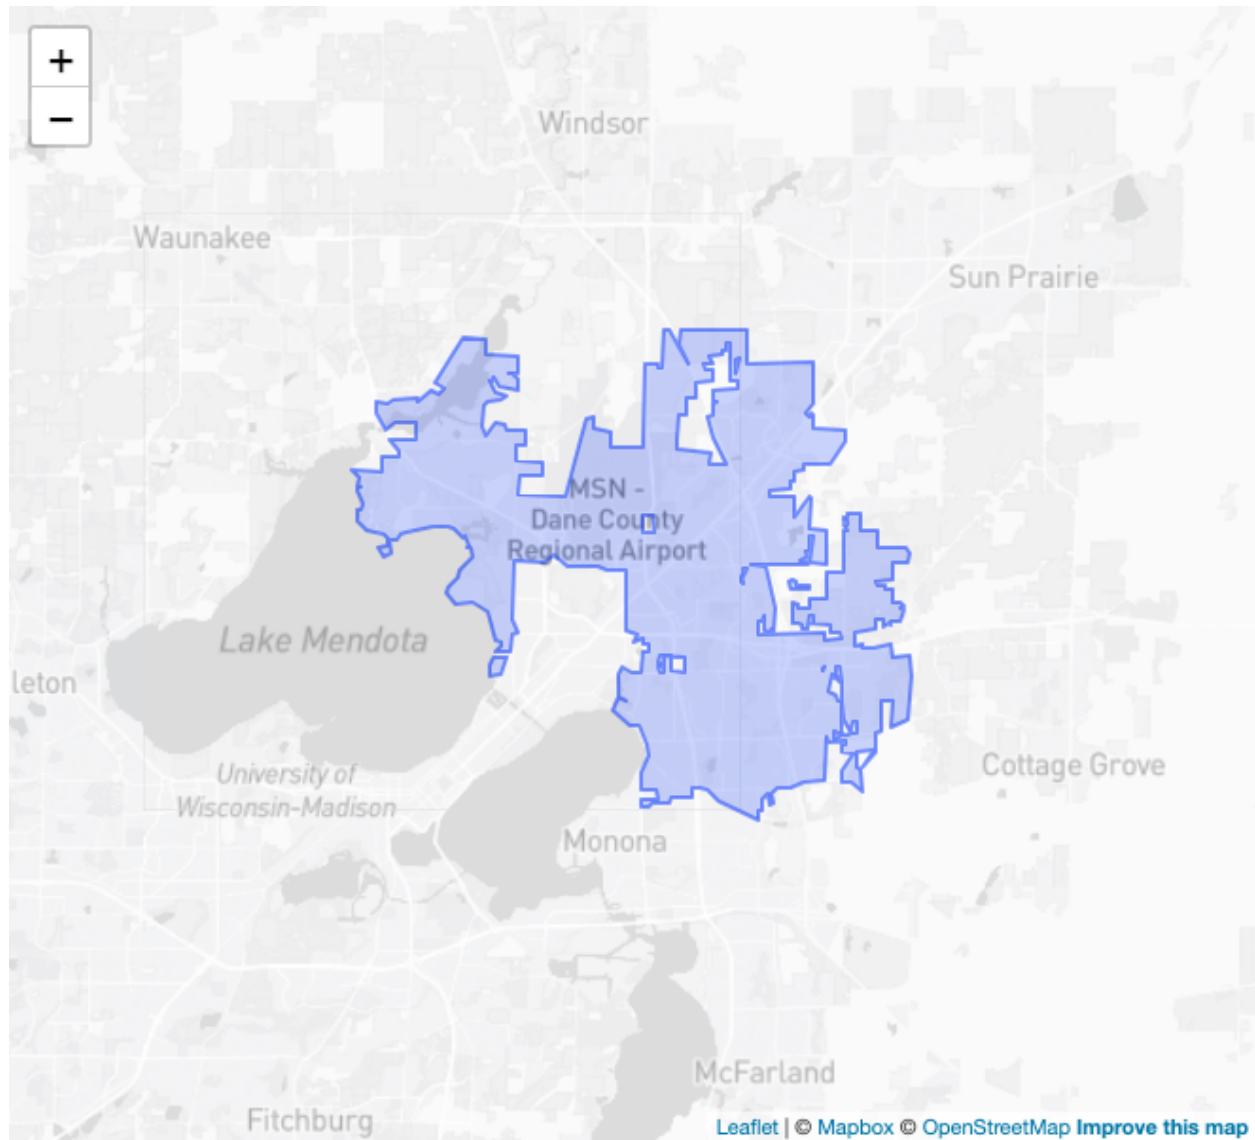 +
−
Windsor
Waunakee
Sun Prairie
MSN -
Dane County
Regional Airport
Lake Mendota
leton
University of
Wisconsin-Madison
Cottage Grove
Monona
McFarland
Fitchburg
Leaflet | © Mapbox © OpenStreetMap Improve this map